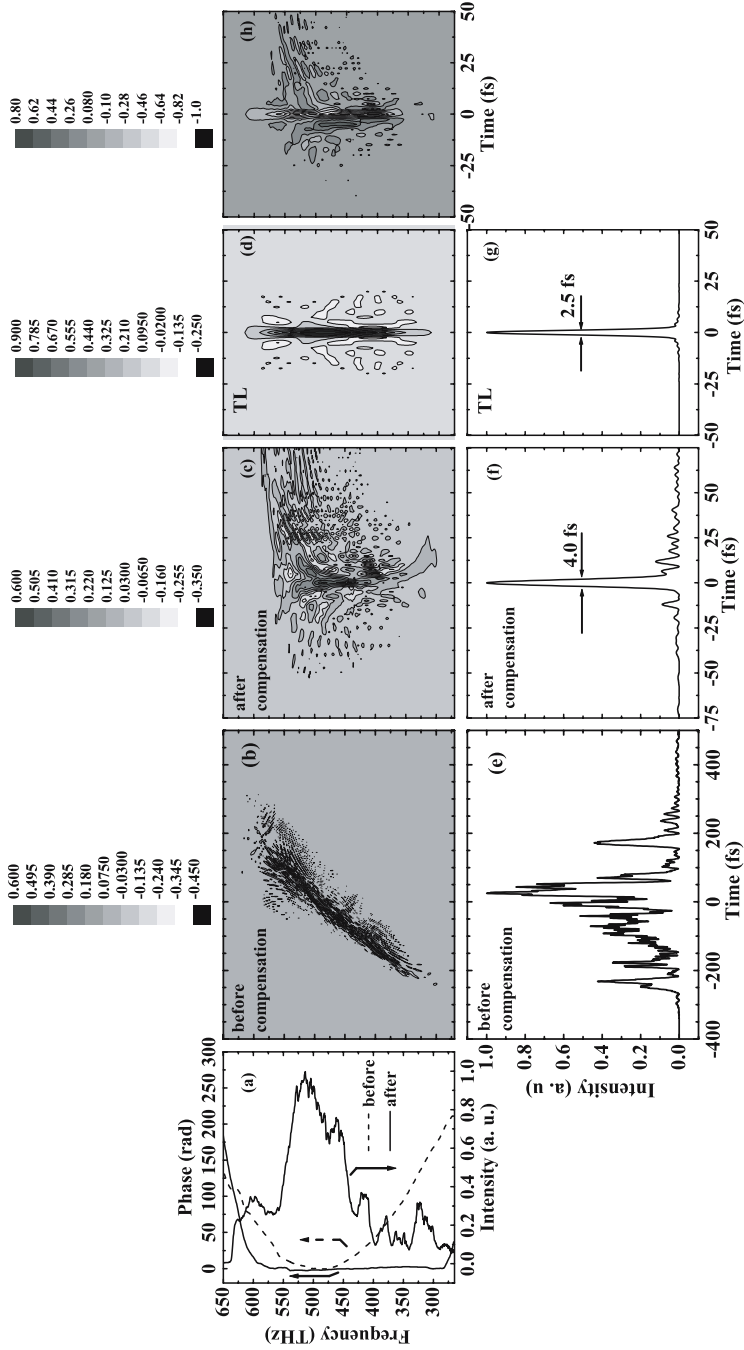 0.600
0.495
0.390
0.285
0.180
0.0750
-0.0300
-0.135
-0.240
-0.345
-0.450
0.600
0.505
0.410
0.315
0.220
0.125
0.0300
-0.0650
-0.160
-0.255
-0.350
0.900
0.785
0.670
0.555
0.440
0.325
0.210
0.0950
-0.0200
-0.135
-0.250
0.80
0.62
0.44
0.26
0.080
-0.10
-0.28
-0.46
-0.64
-0.82
-1.0
Phase (rad)
0 50 100 150 200 250 300
(a)
before
after
Frequency (THz)
650
600
550
500
450
400
350
300
0.0 0.2 0.4 0.6 0.8 1.0
Intensity (a. u.)
before
compensation
(b)
after
compensation
(c)
TL
(d)
(h)
-50 -25 0 25 50
Time (fs)
before
compensation
(e)
Intensity (a. u)
1.0
0.8
0.6
0.4
0.2
0.0
-400 -200 0 200 400
Time (fs)
after
compensation
(f)
4.0 fs
-75 -50 -25 0 25 50 75
Time (fs)
TL
(g)
2.5 fs
-50 -25 0 25 50
Time (fs)